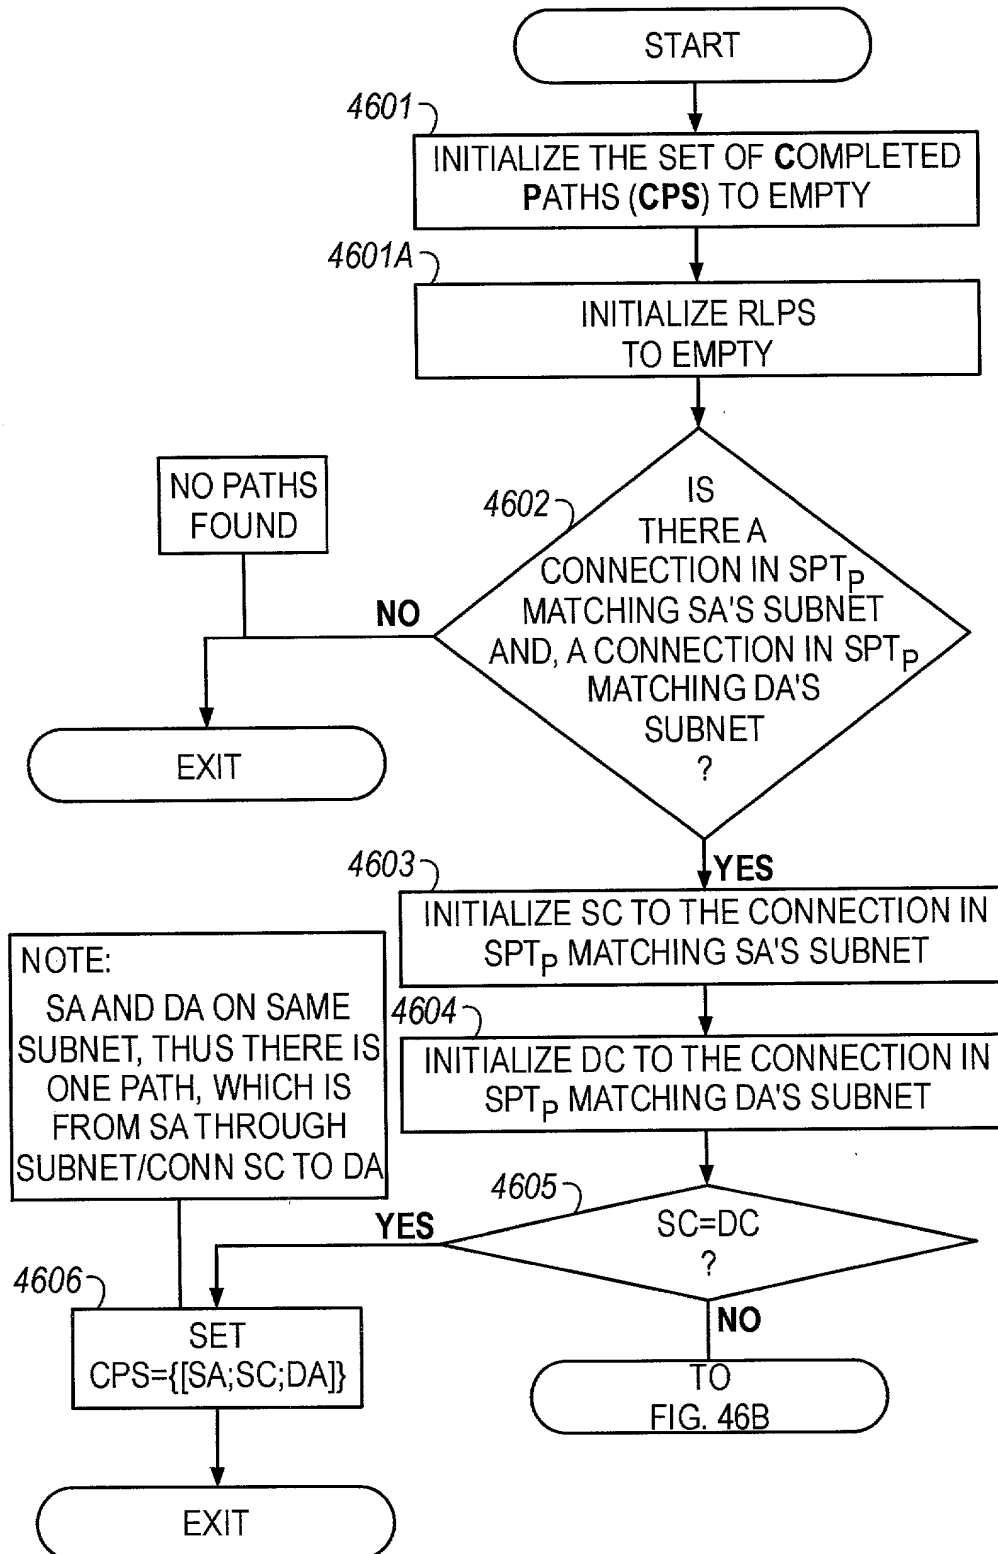 START
4601
INITIALIZE THE SET OF COMPLETED
PATHS (CPS) TO EMPTY
4601A
INITIALIZE RLPS
TO EMPTY
NO PATHS
FOUND
4602
IS
THERE A
CONNECTION IN SPTP
MATCHING SA'S SUBNET
AND, A CONNECTION IN SPTP
MATCHING DA'S
SUBNET
?
NO
EXIT
YES
4603
INITIALIZE SC TO THE CONNECTION IN
SPTP MATCHING SA'S SUBNET
4604
INITIALIZE DC TO THE CONNECTION IN
SPTP MATCHING DA'S SUBNET
NOTE:
SA AND DA ON SAME
SUBNET, THUS THERE IS
ONE PATH, WHICH IS
FROM SA THROUGH
SUBNET/CONN SC TO DA
4605
SC=DC
?
YES
4606
SET
CPS={[SA;SC;DA]}
NO
TO
FIG. 46B
EXIT